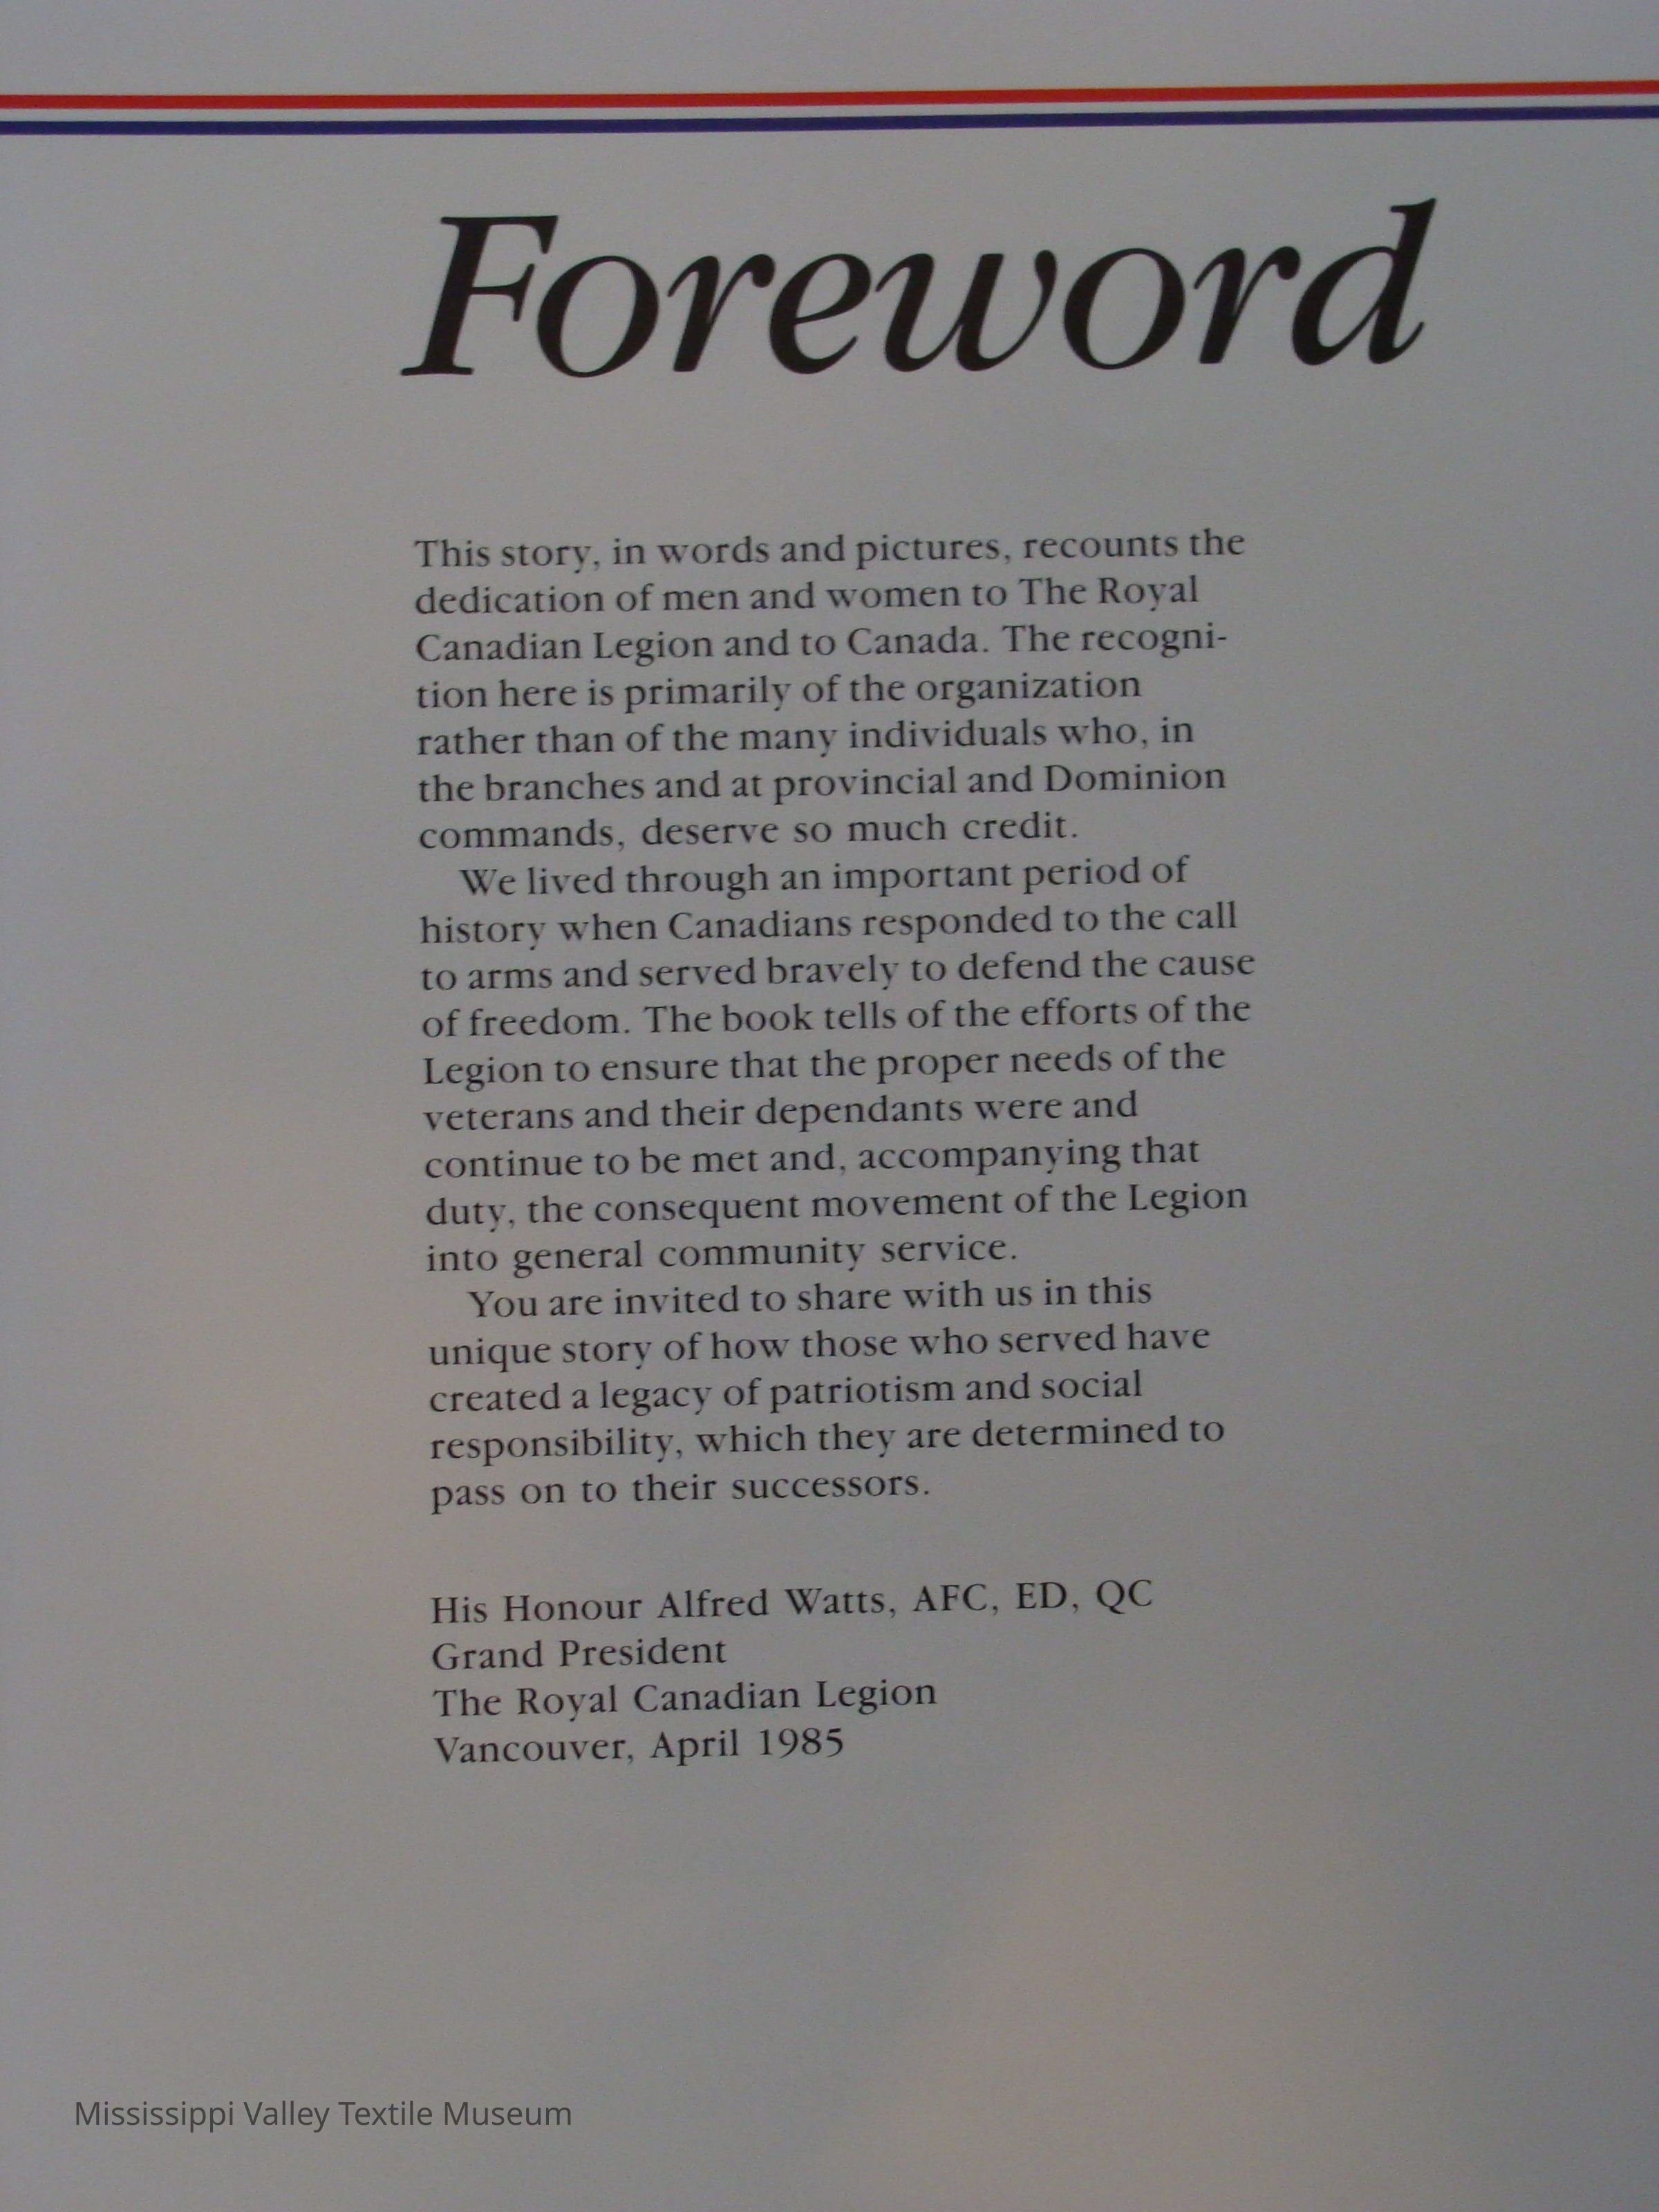 Foreword
This story, in words and pictures, recounts the
dedication of men and women to The Royal
Canadian Legion and to Canada. The recogni-
tion here is primarily of the organization
rather than of the many individuals who, in
the branches and at provincial and Dominion
commands, deserve so much credit.
We lived through an important period of
history when Canadians responded to the call
to arms and served bravely to defend the cause
of freedom. The book tells of the efforts of the
Legion to ensure that the proper needs of the
veterans and their dependants were and
continue to be met and, accompanying that
duty, the consequent movement of the Legion
into general community service.
You are invited to share with us in this
unique story of how those who served have
created a legacy of patriotism and social
responsibility, which they are determined to
pass on to their successors.
His Honour Alfred Watts, AFC, ED, QC
Grand President
The Royal Canadian Legion
Vancouver, April 1985
Mississippi Valley Textile Museum